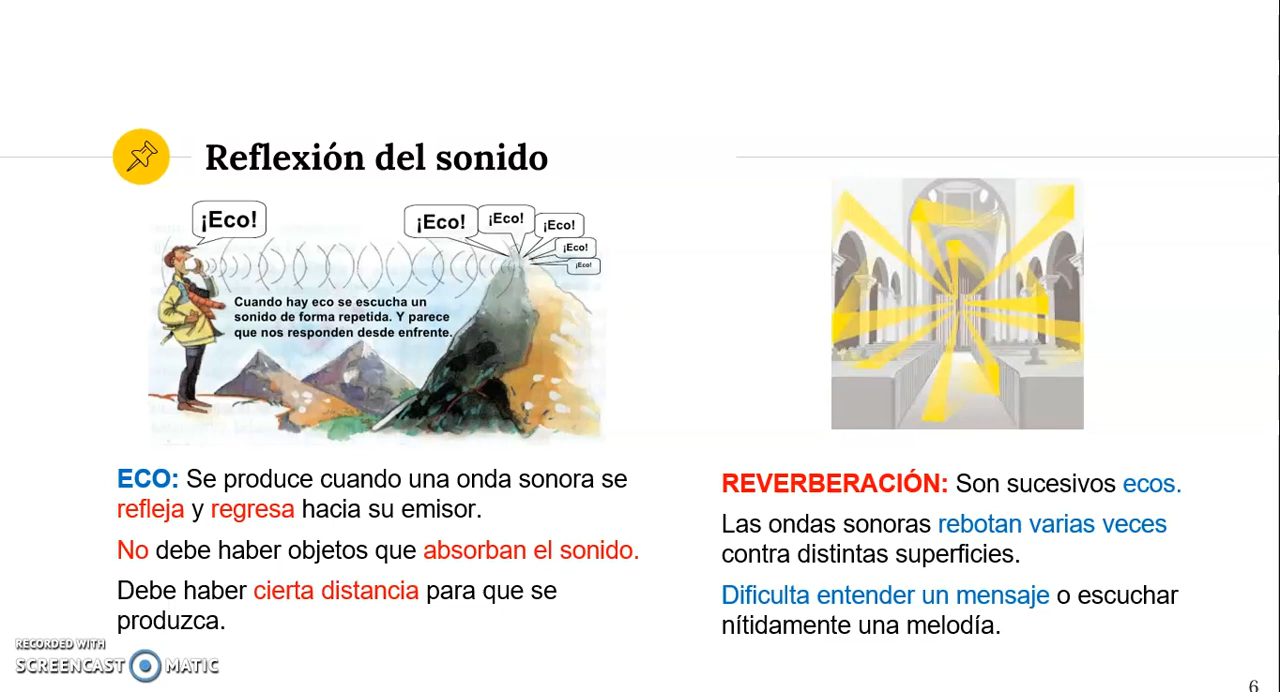 Reflexión del sonido
¡Eco!
¡Eco!
¡Eco!
¡Eco!
¡Eco!
¡Eco!
Cuando hay eco se escucha un
sonido de forma repetida. Y parece
que nos responden desde enfrente.
ECO: Se produce cuando una onda sonora se
refleja y regresa hacia su emisor.
No debe haber objetos que absorban el sonido.
Debe haber cierta distancia para que se
produzca.
REVERBERACIÓN: Son sucesivos ecos.
Las ondas sonoras rebotan varias veces
contra distintas superficies.
Dificulta entender un mensaje o escuchar
nítidamente una melodía.
RECORDED WITH
SCREENCAST MATIC
6